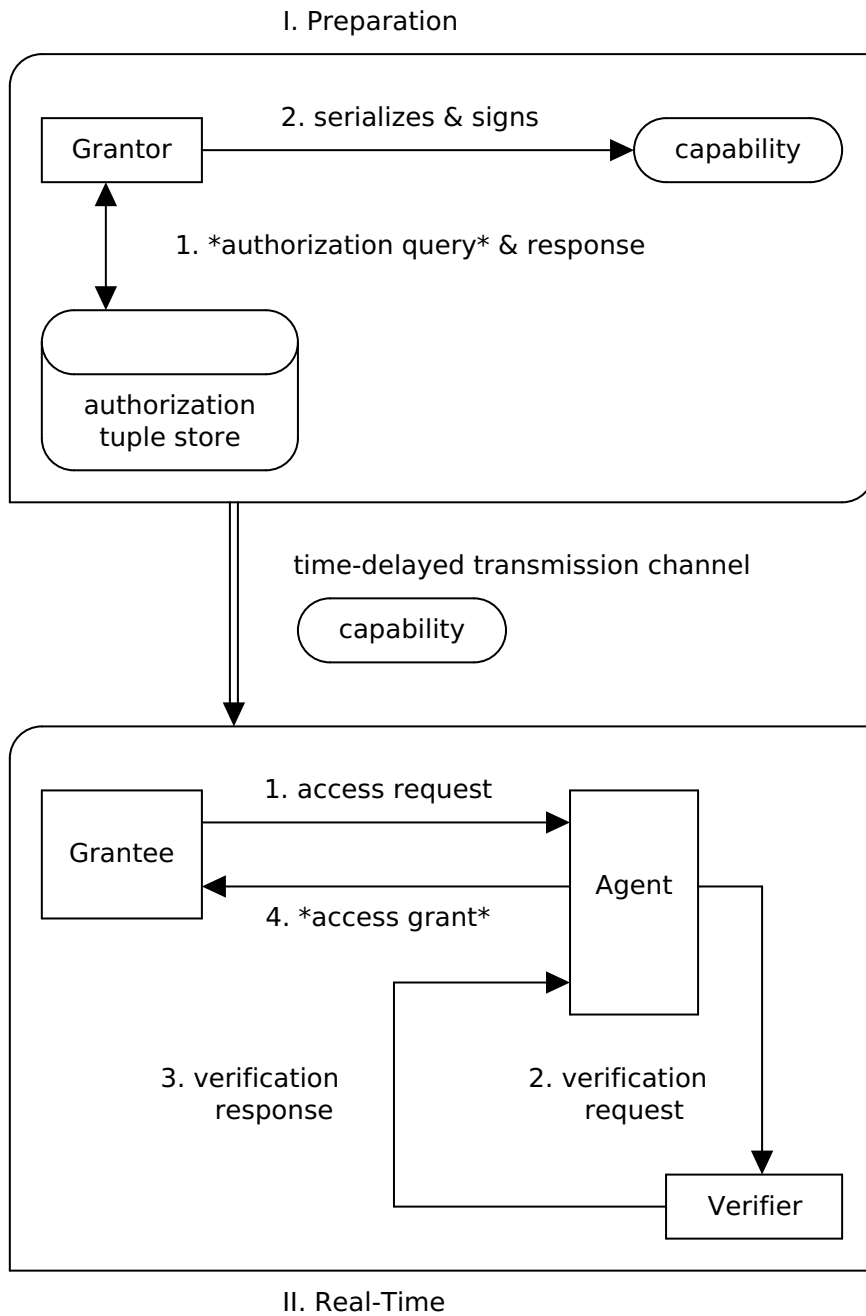 I. Preparation
2. serializes & signs
Grantor
capability
1. *authorization query* & response
authorization
tuple store
time-delayed transmission channel
capability
1. access request
Grantee
Agent
4. *access grant*
3. verification
response
2. verification
request
Verifier
II. Real-Time